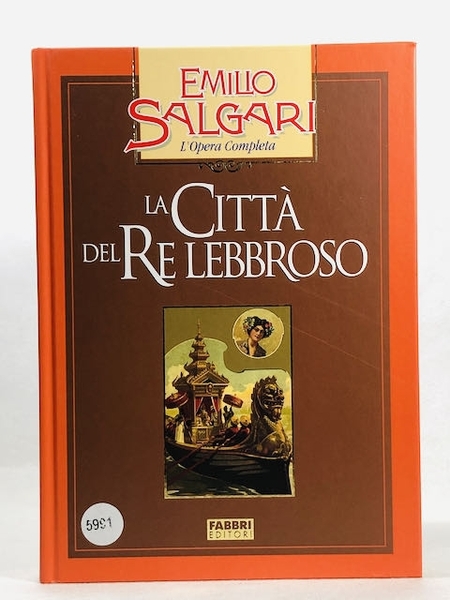 EMILIO
SALGARI
L'Opera Completa
LA CITTÀ
DEL RE LEBBROSO
5991
FABBRI
EDITORI